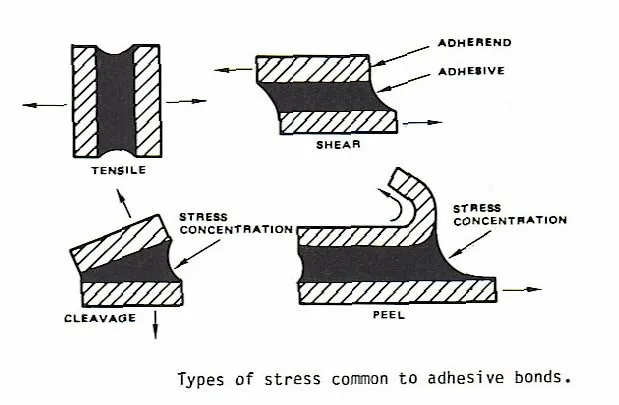 ADHEREND
ADHESIVE
TENSILE
SHEAR
STRESS
CONCENTRATION
STRESS
CONCENTRATION
CLEAVAGE
PEEL
Types of stress common to adhesive bonds.